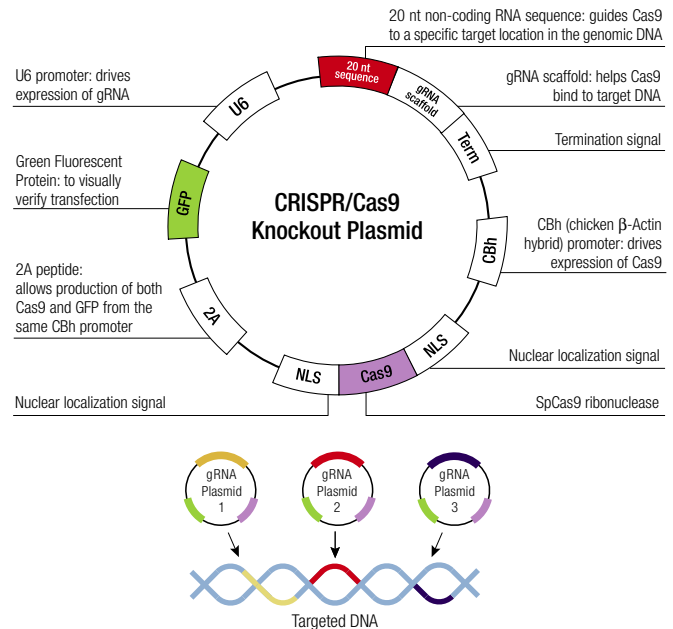 20 nt non-coding RNA sequence: guides Cas9
to a specific target location in the genomic DNA
U6 promoter: drives
expression of gRNA
U6
20 nt
sequence
gRNA
scaffold
Term
gRNA scaffold: helps Cas9
bind to target DNA
Termination signal
Green Fluorescent
Protein: to visually
verify transfection
GFP
CRISPR/Cas9
Knockout Plasmid
CBh
CBh (chicken β-Actin
hybrid) promoter: drives
expression of Cas9
2A peptide:
allows production of both
Cas9 and GFP from the
same CBh promoter
2A
NLS
Cas9
NLS
Nuclear localization signal
Nuclear localization signal
SpCas9 ribonuclease
gRNA
Plasmid
1
gRNA
Plasmid
2
gRNA
Plasmid
3
Targeted DNA